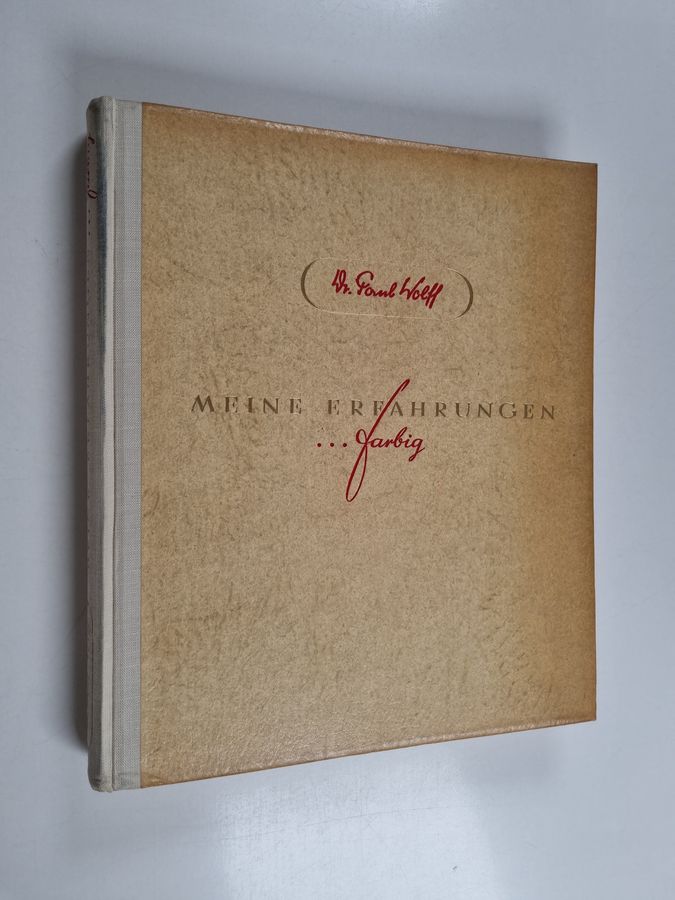 Dr. Paul Wolff
MEINE ERFAHRUNGEN
... farbig